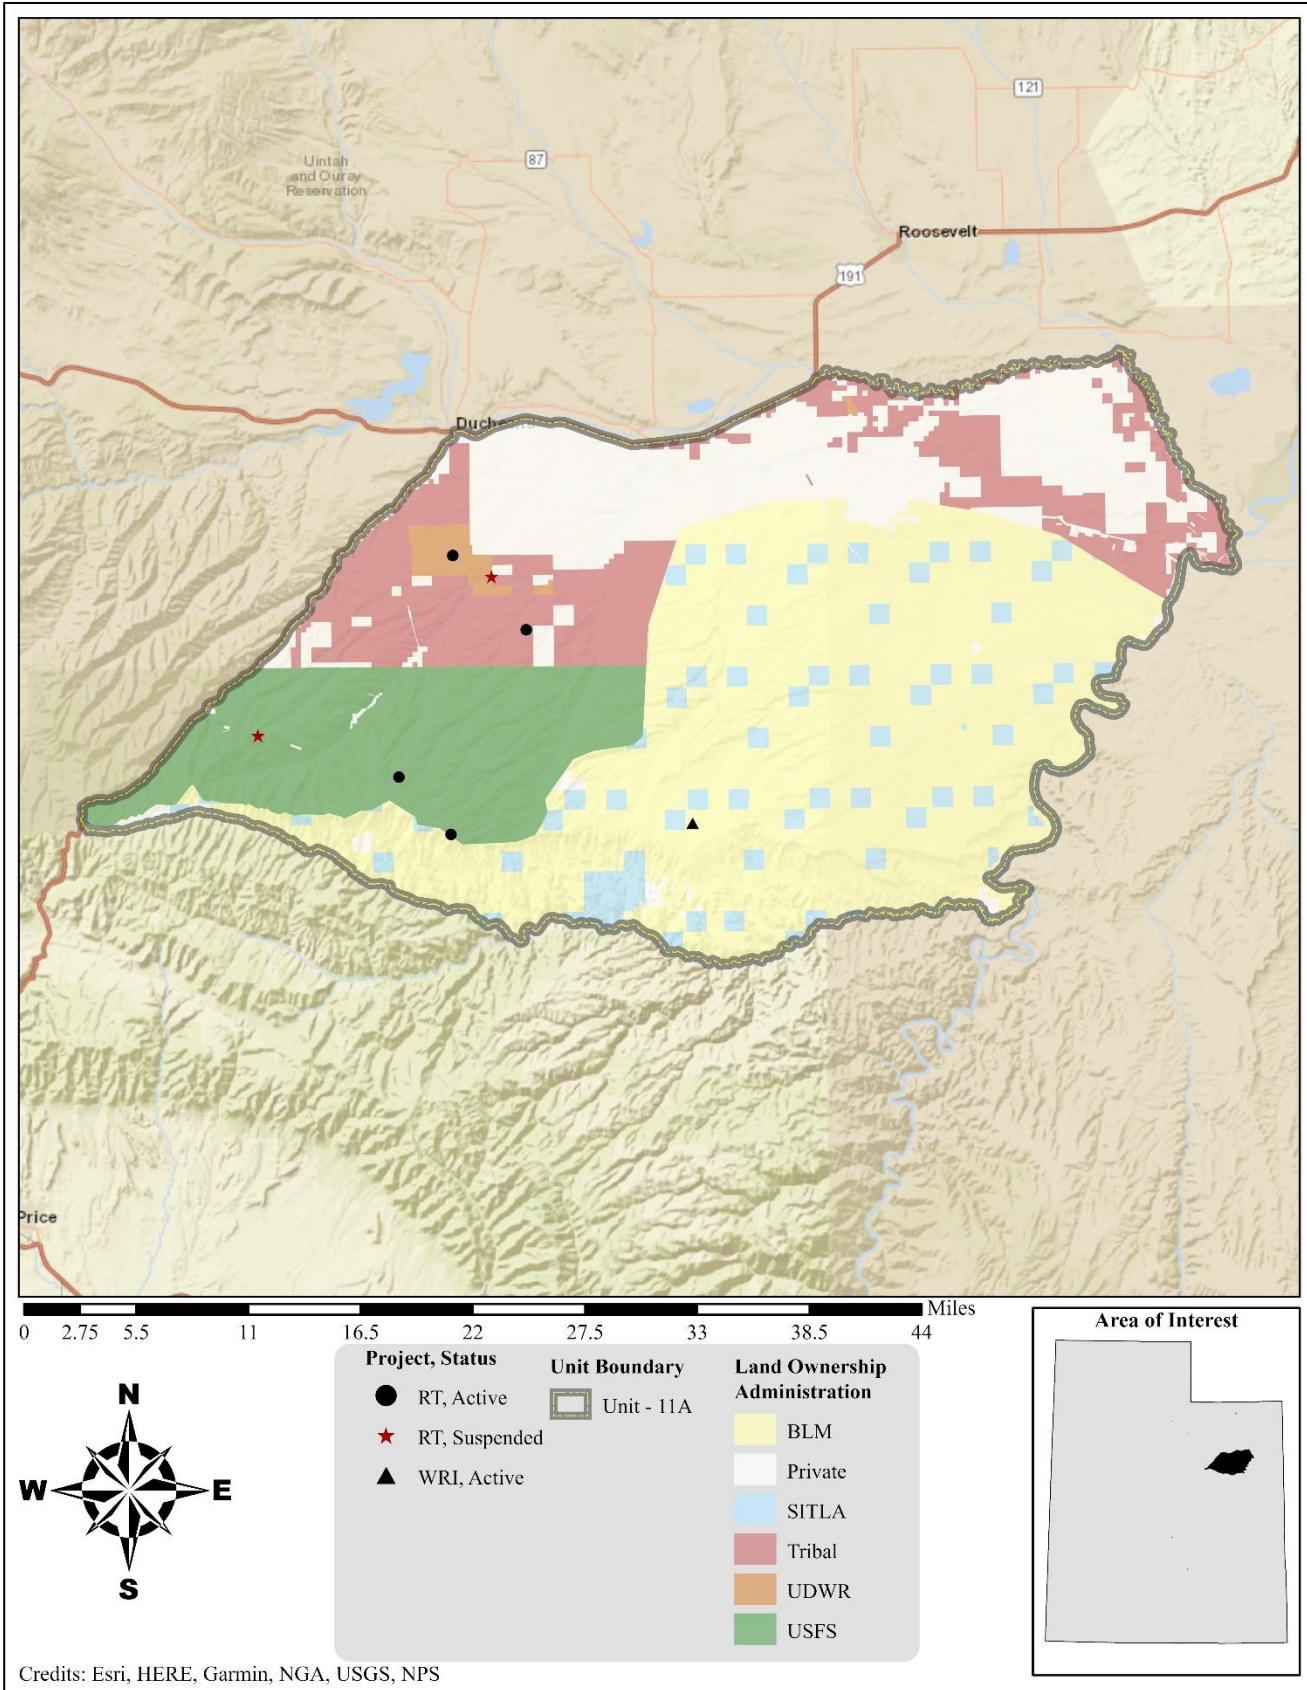 121
87
Uintah
and Ouray
Reservation
Roosevelt
191
Duchesne
Price
Miles
0 2.75 5.5 11 16.5 22 27.5 33 38.5 44
Project, Status
RT, Active
RT, Suspended
WRI, Active
Unit Boundary
Unit - 11A
Land Ownership
Administration
BLM
Private
SITLA
Tribal
UDWR
USFS
Area of Interest
N
W
E
S
Credits: Esri, HERE, Garmin, NGA, USGS, NPS